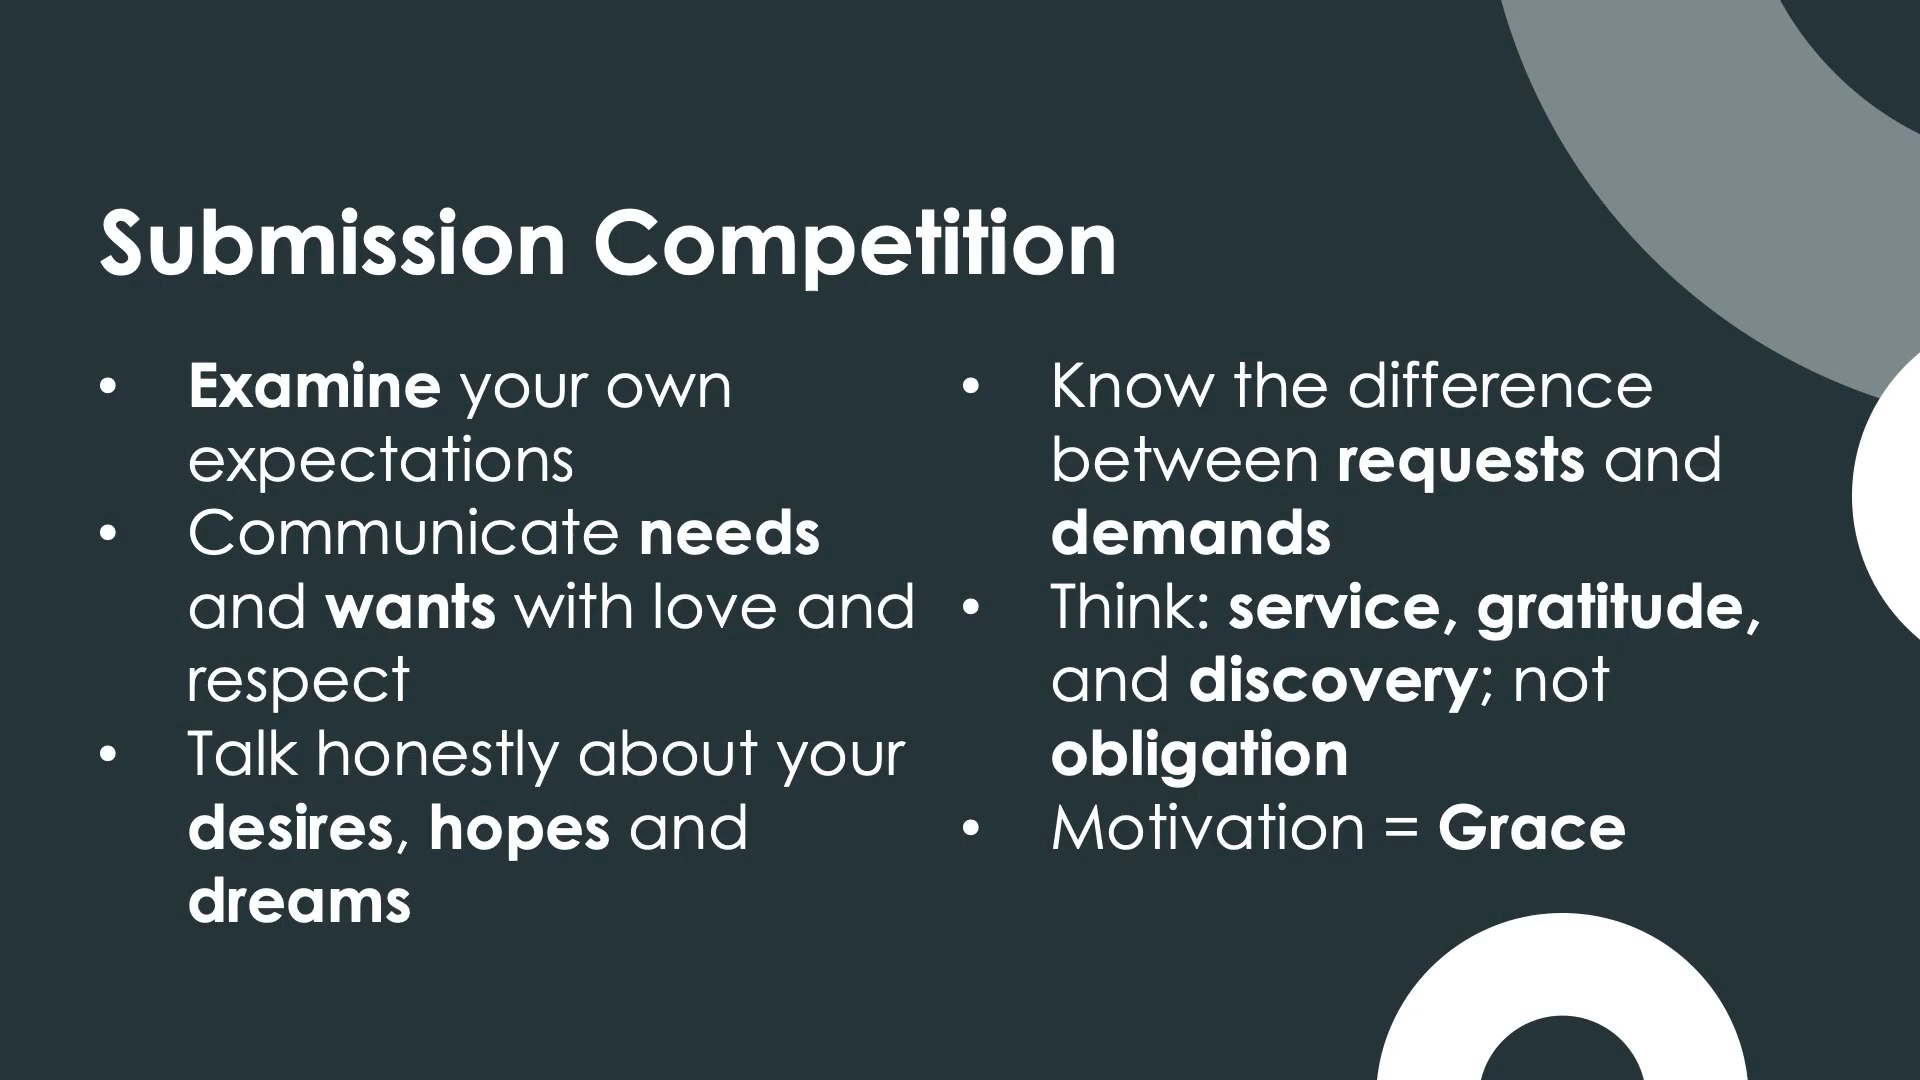 Submission Competition
• Examine your own
expectations
• Communicate needs
and wants with love and
respect
• Talk honestly about your
desires, hopes and
dreams
• Know the difference
between requests and
demands
• Think: service, gratitude,
and discovery; not
obligation
• Motivation = Grace